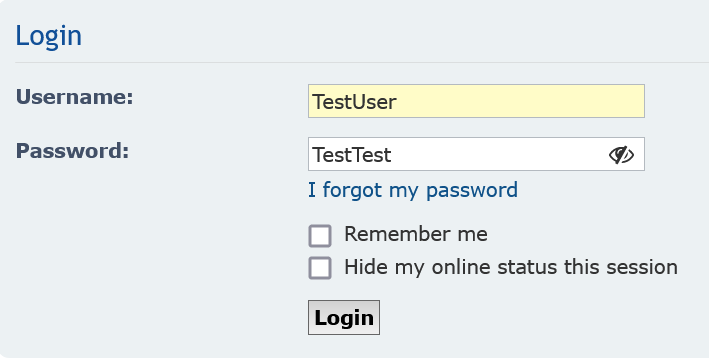 Login
Username: TestUser
Password: TestTest
I forgot my password
Remember me
Hide my online status this session
Login